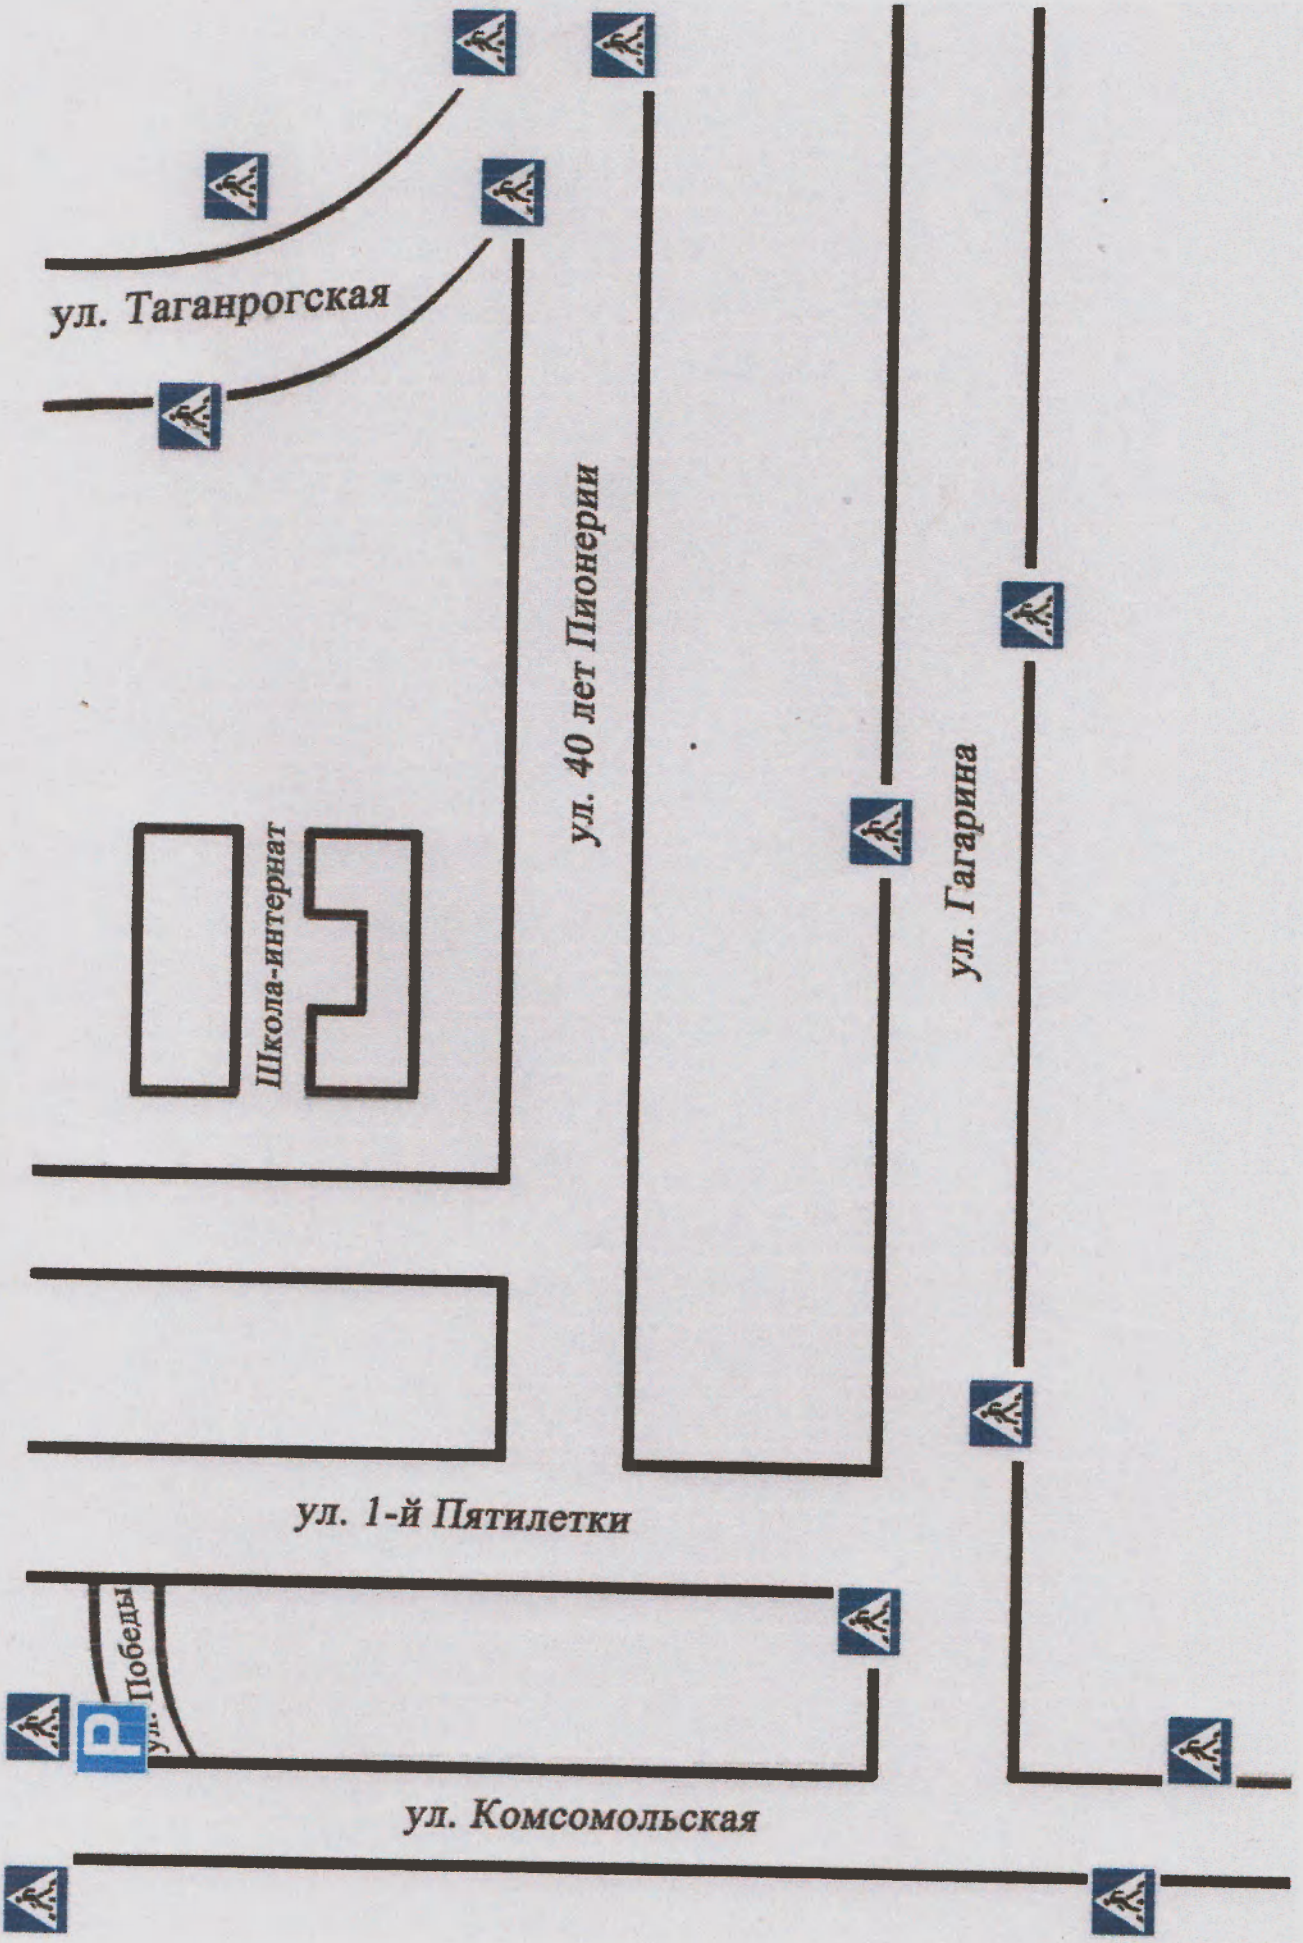 ул. Таганрогская
ул. 40 лет Пионерии
ул. Гагарина
Школа-интернат
ул. 1-й Пятилетки
ул. Победы
P
ул. Комсомольская